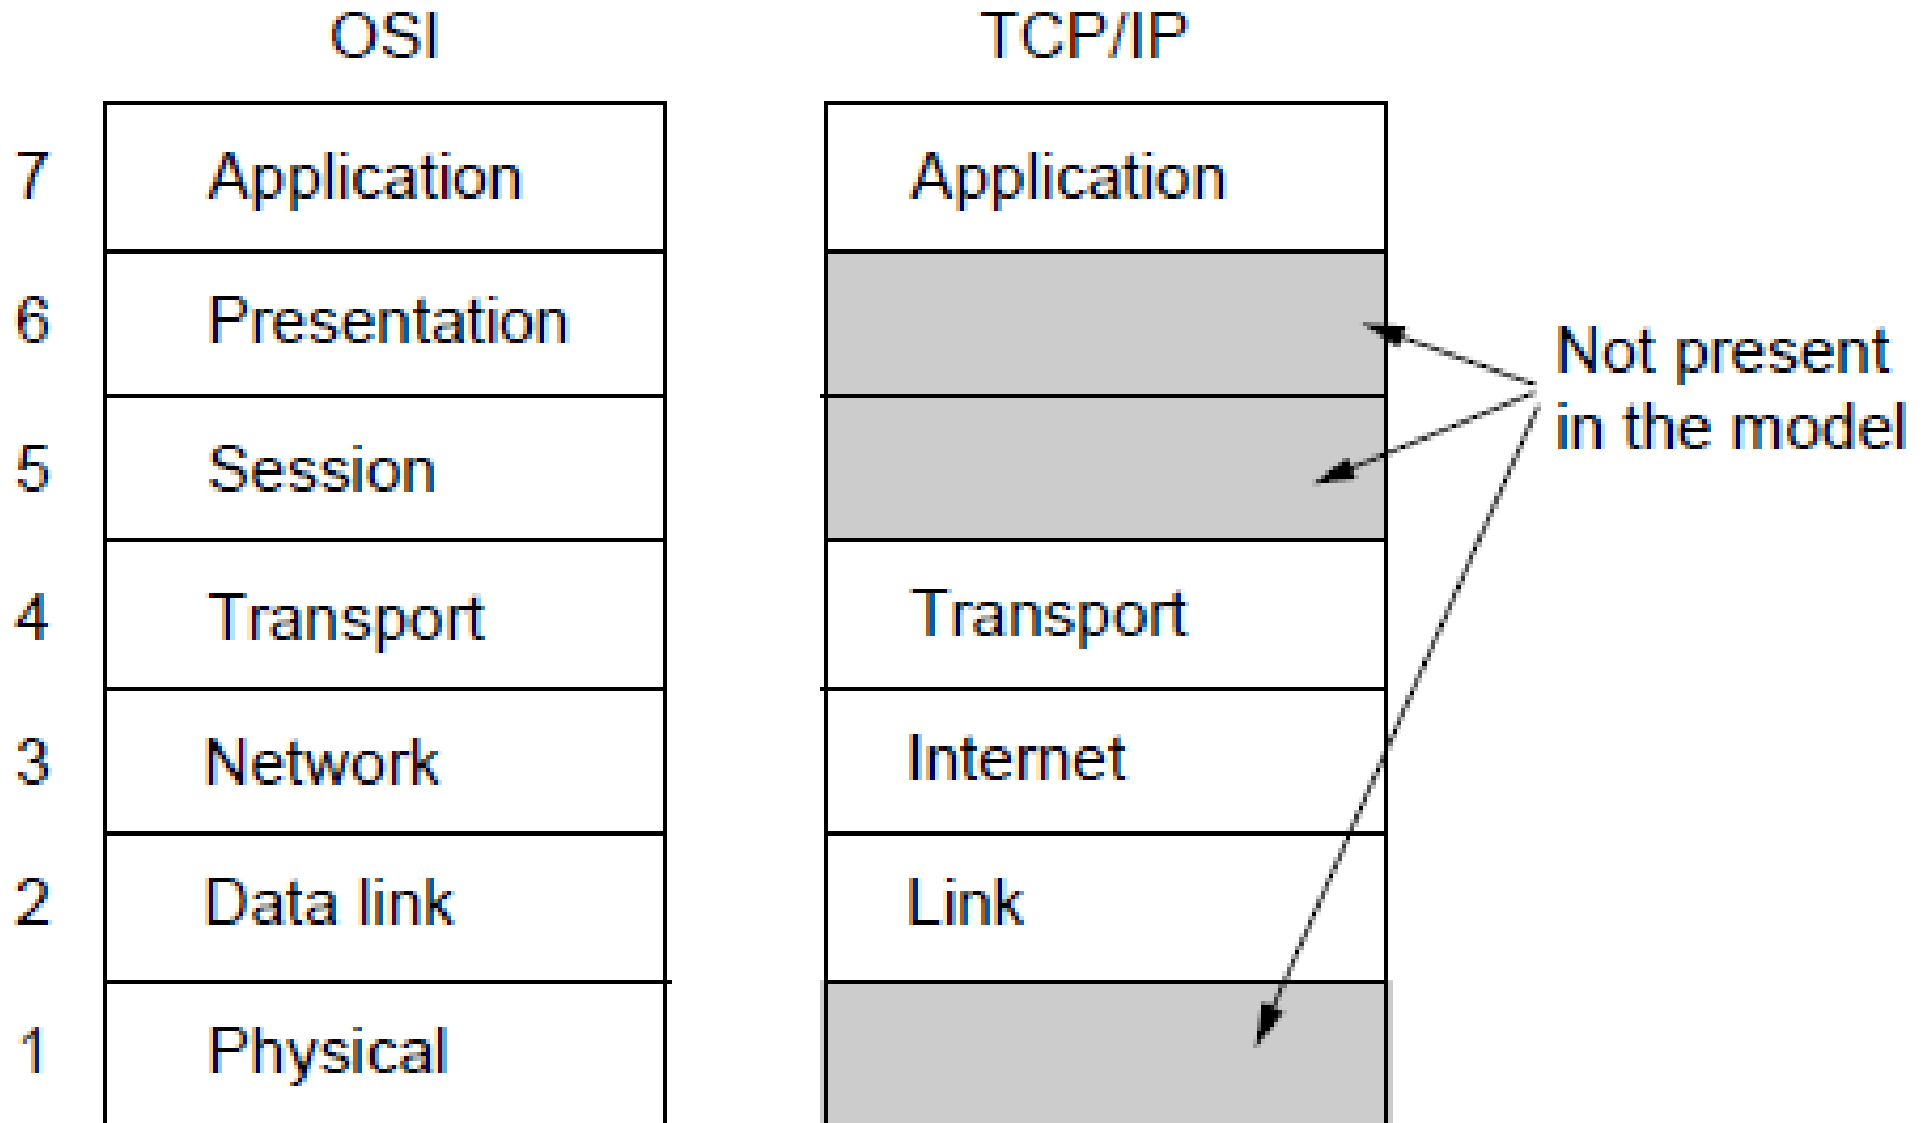 OSI TCP/IP
7 Application Application
6 Presentation
Not present
in the model
5 Session
4 Transport Transport
3 Network Internet
2 Data link Link
1 Physical